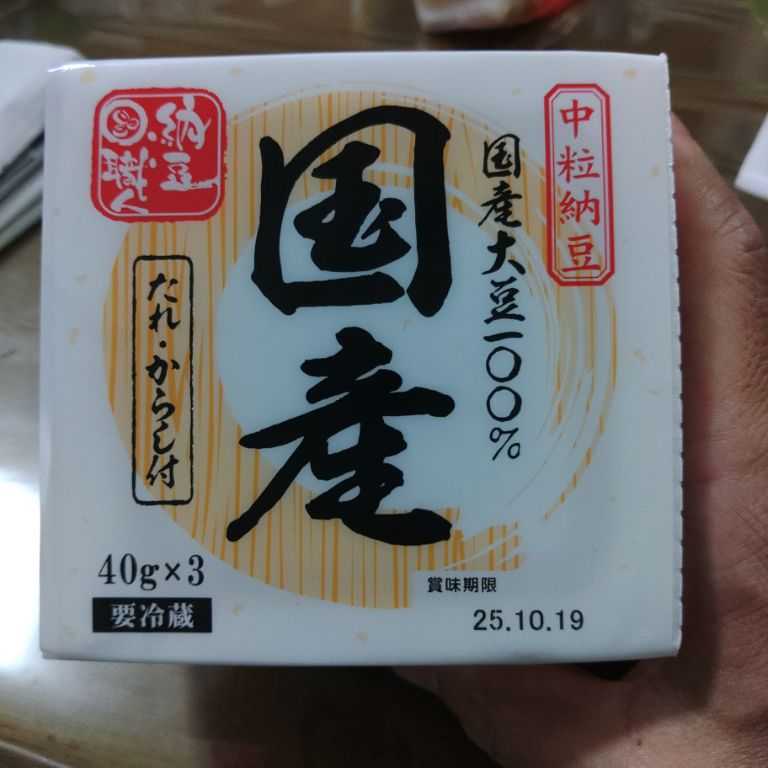 中粒納豆
国産大豆一〇〇%
国産
納豆
職人
たれ・からし付
40g×3
要冷蔵
賞味期限
25.10.19